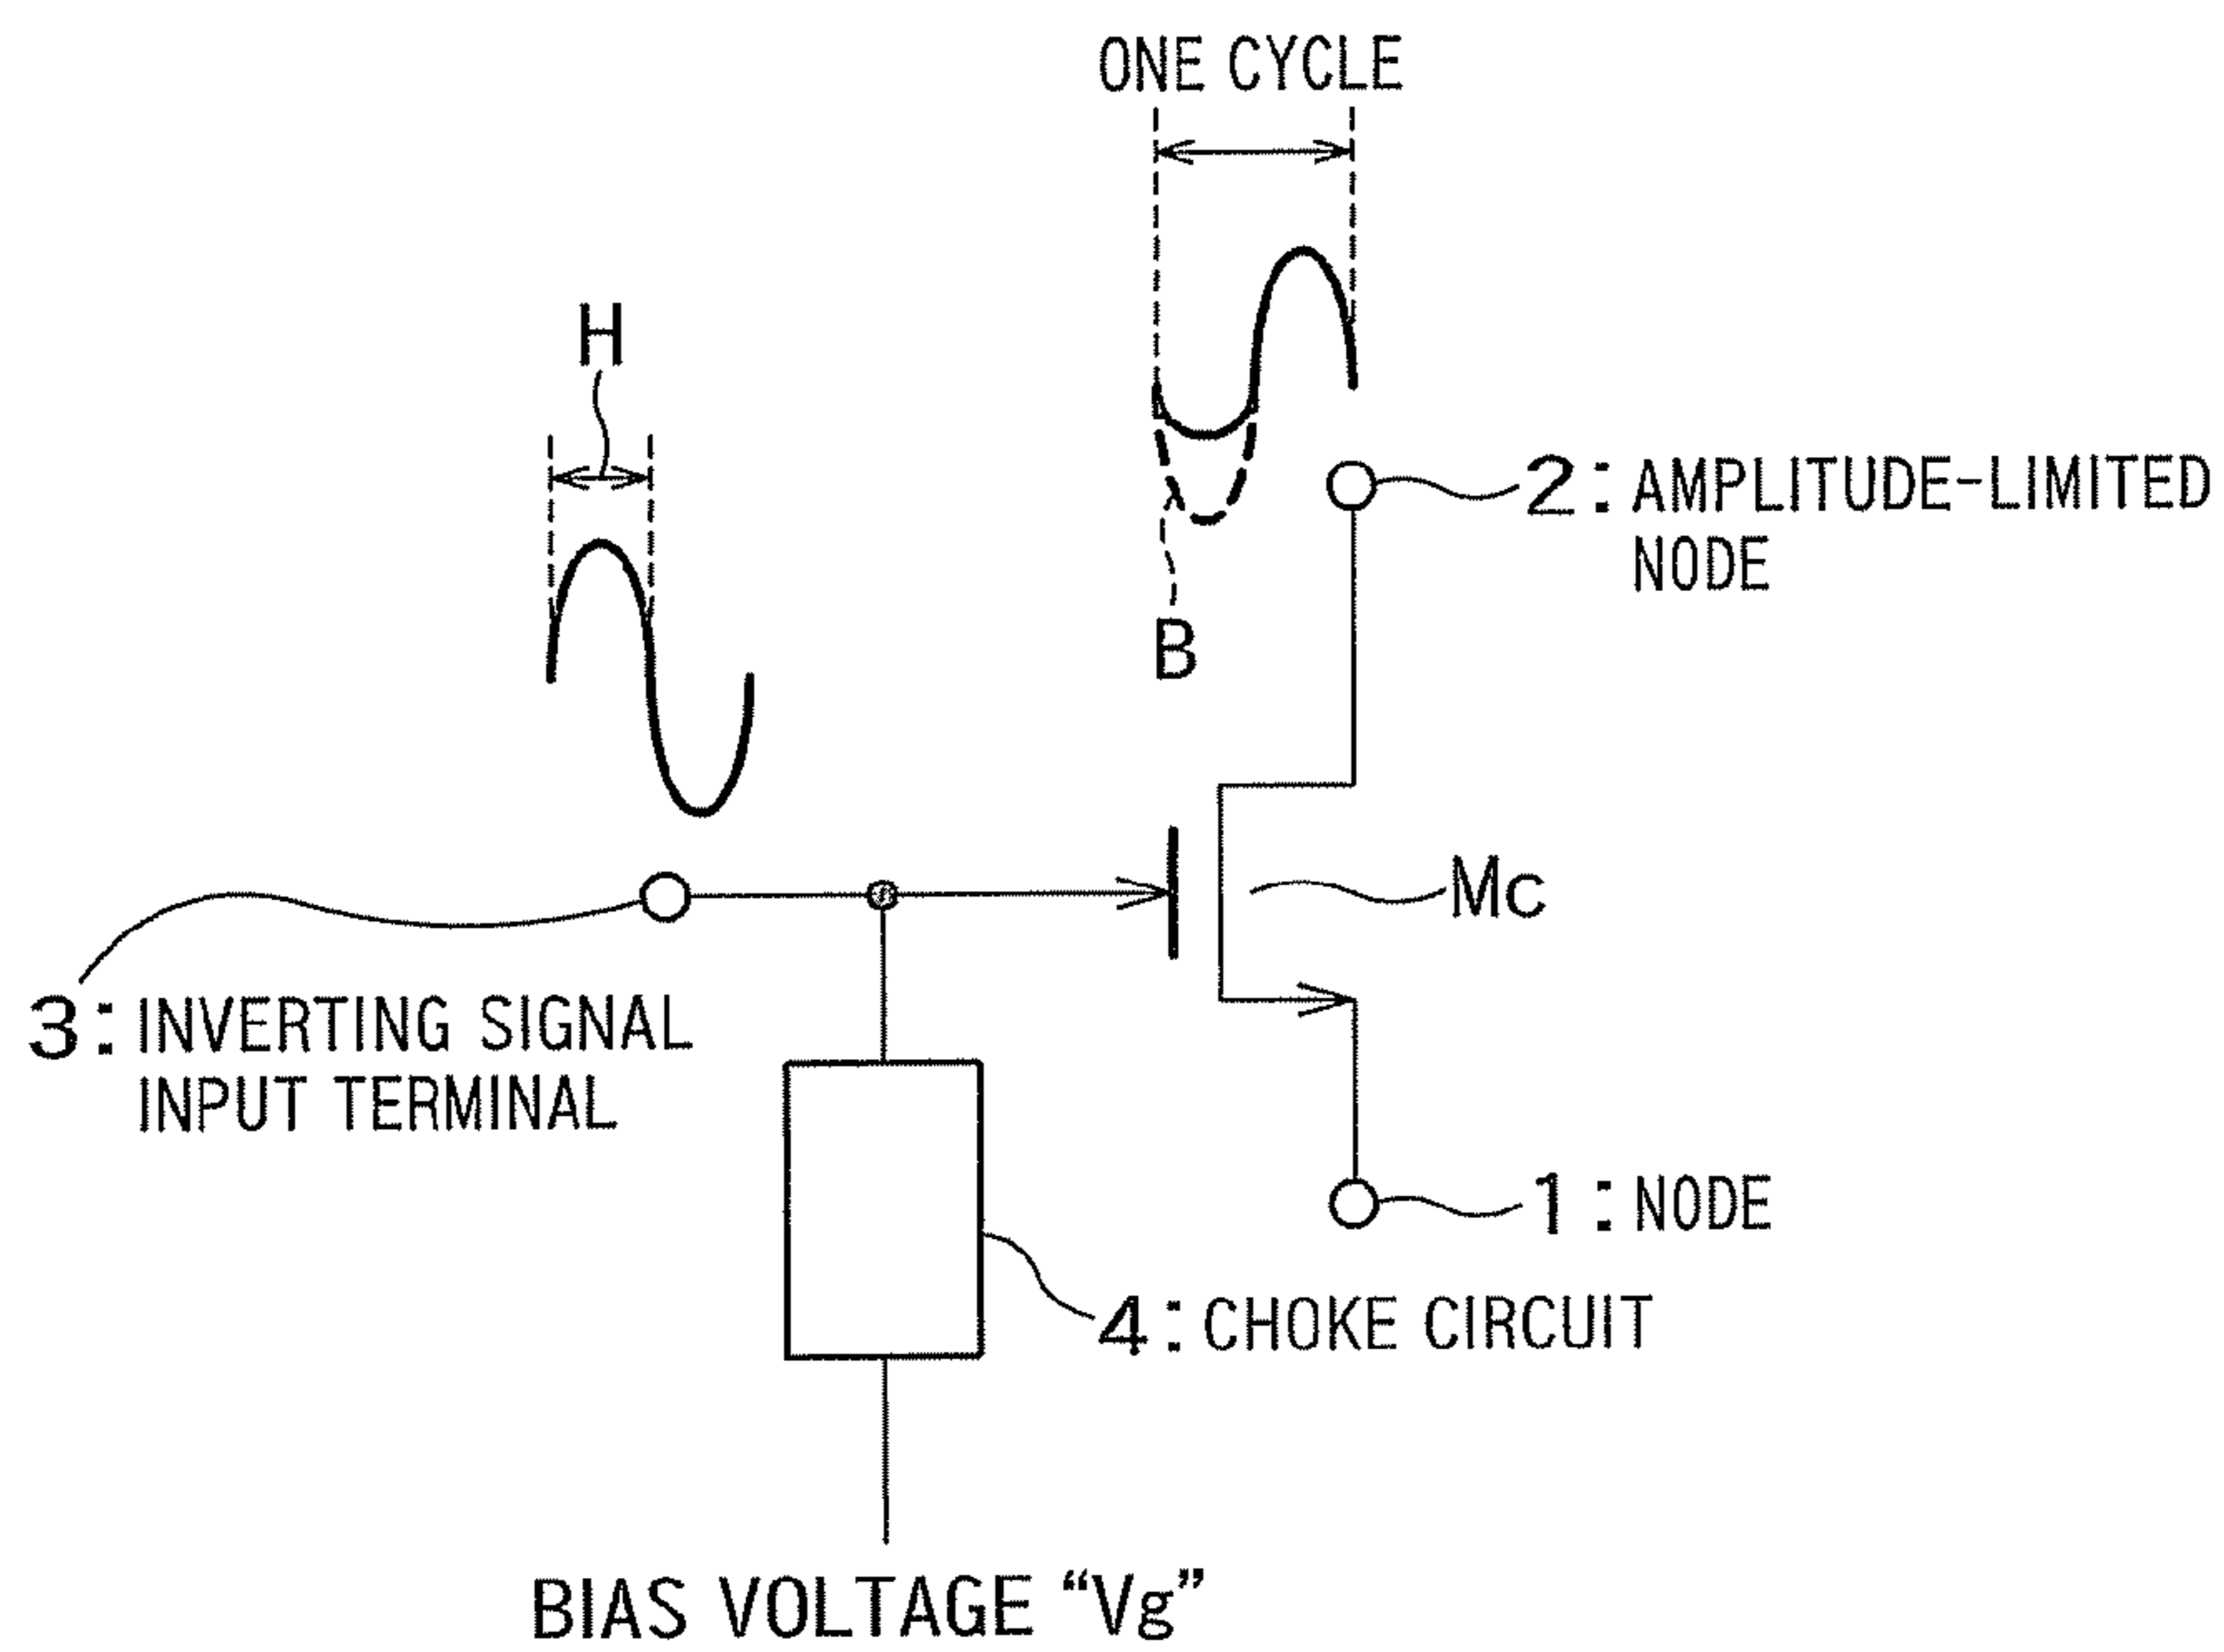 ONE CYCLE
H
2: AMPLITUDE-LIMITED
NODE
B
Mc
3: INVERTING SIGNAL
INPUT TERMINAL
1: NODE
4: CHOKE CIRCUIT
BIAS VOLTAGE “Vg”